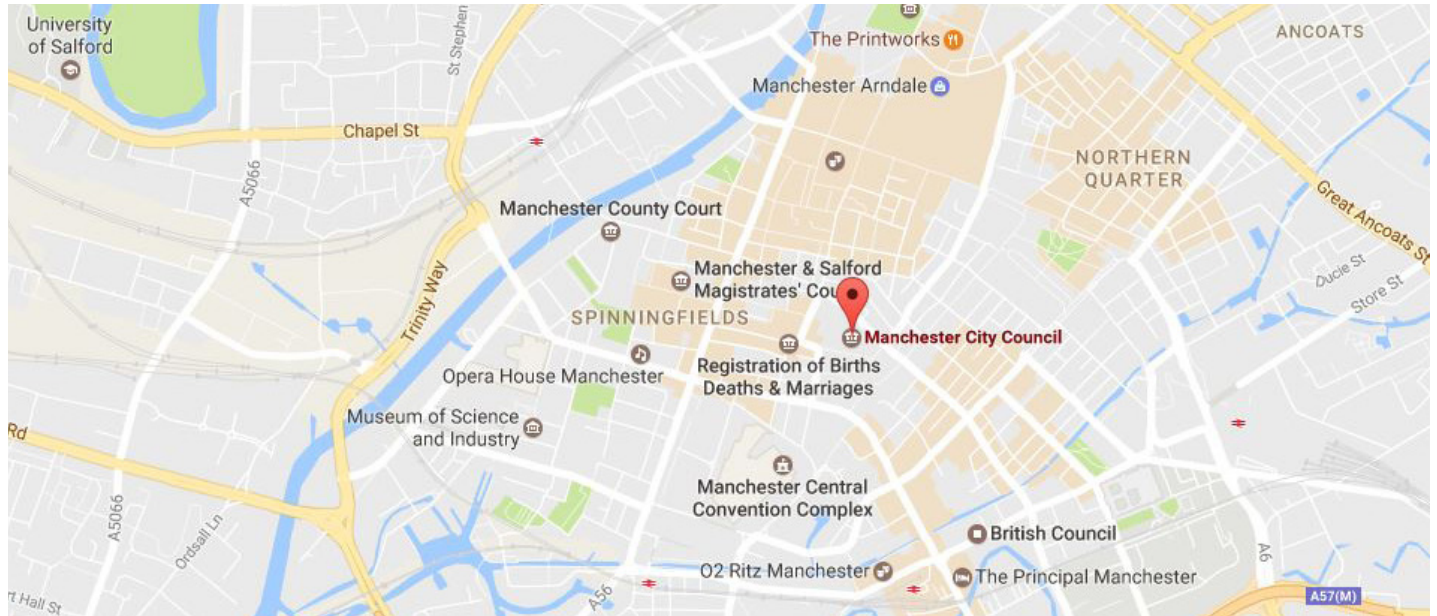 University
of Salford
St Stephen
The Printworks
ANCOATS
Manchester Arndale
Chapel St
A5066
NORTHERN
QUARTER
Great Ancoats St
Manchester County Court
Manchester & Salford
Magistrates' Cou
Ducie St
Store St
Trinity Way
SPINNINGFIELDS
Manchester City Council
Registration of Births
Deaths & Marriages
Opera House Manchester
Museum of Science
and Industry
Rd
Manchester Central
Convention Complex
A5066
Ordsall Ln
British Council
A6
O2 Ritz Manchester
The Principal Manchester
A56
A57(M)
rt Hall St